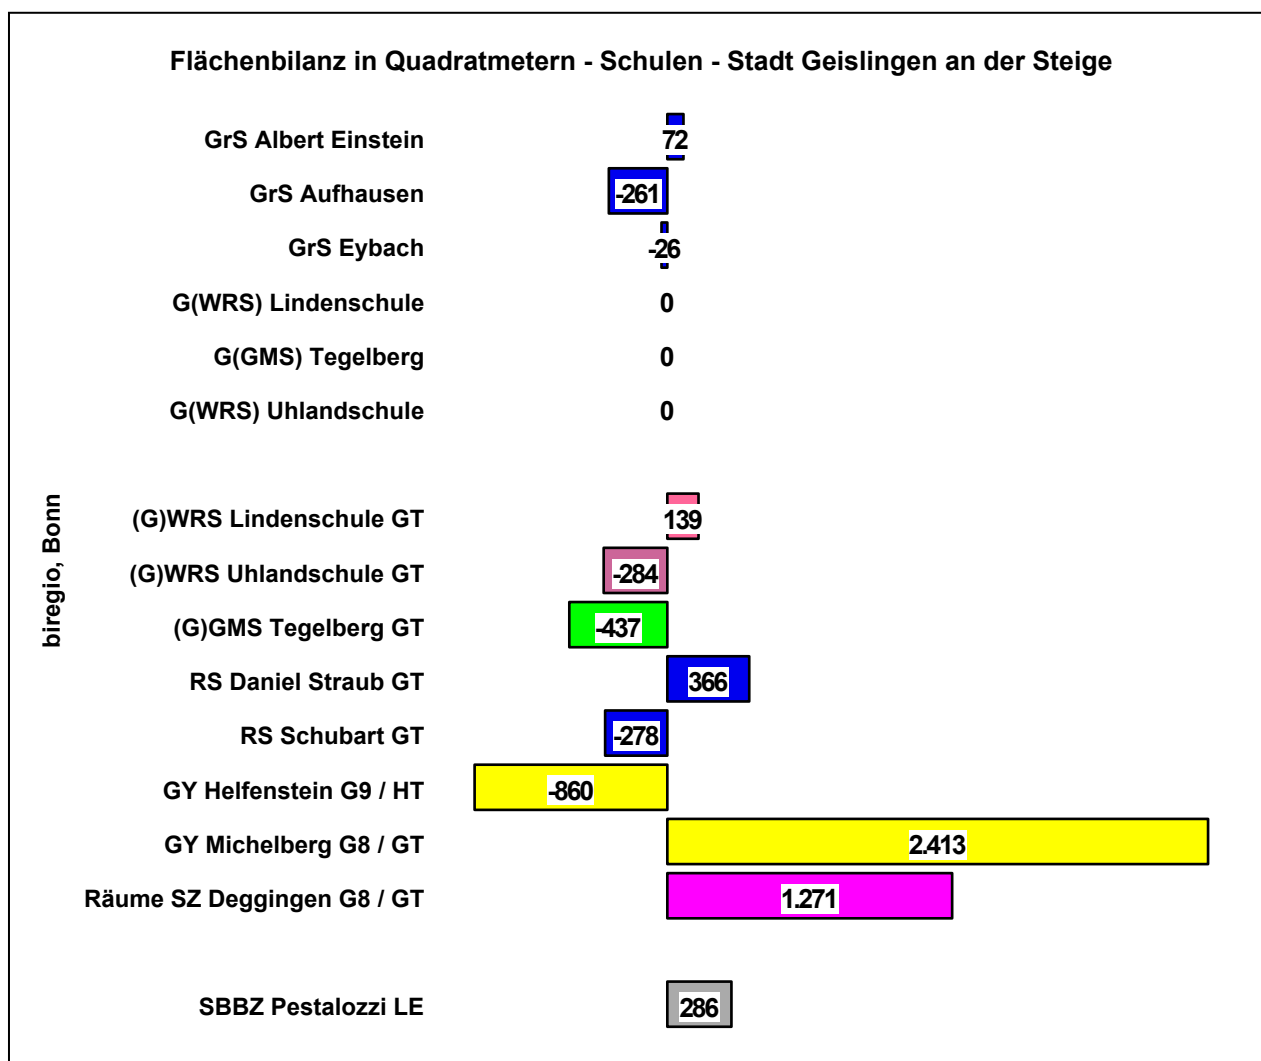 Flächenbilanz in Quadratmetern - Schulen - Stadt Geislingen an der Steige
GrS Albert Einstein 72
GrS Aufhausen -261
GrS Eybach -26
G(WRS) Lindenschule 0
G(GMS) Tegelberg 0
G(WRS) Uhlandschule 0
biregio, Bonn
(G)WRS Lindenschule GT 139
(G)WRS Uhlandschule GT -284
(G)GMS Tegelberg GT -437
RS Daniel Straub GT 366
RS Schubart GT -278
GY Helfenstein G9 / HT -860
GY Michelberg G8 / GT 2.413
Räume SZ Deggingen G8 / GT 1.271
SBBZ Pestalozzi LE 286